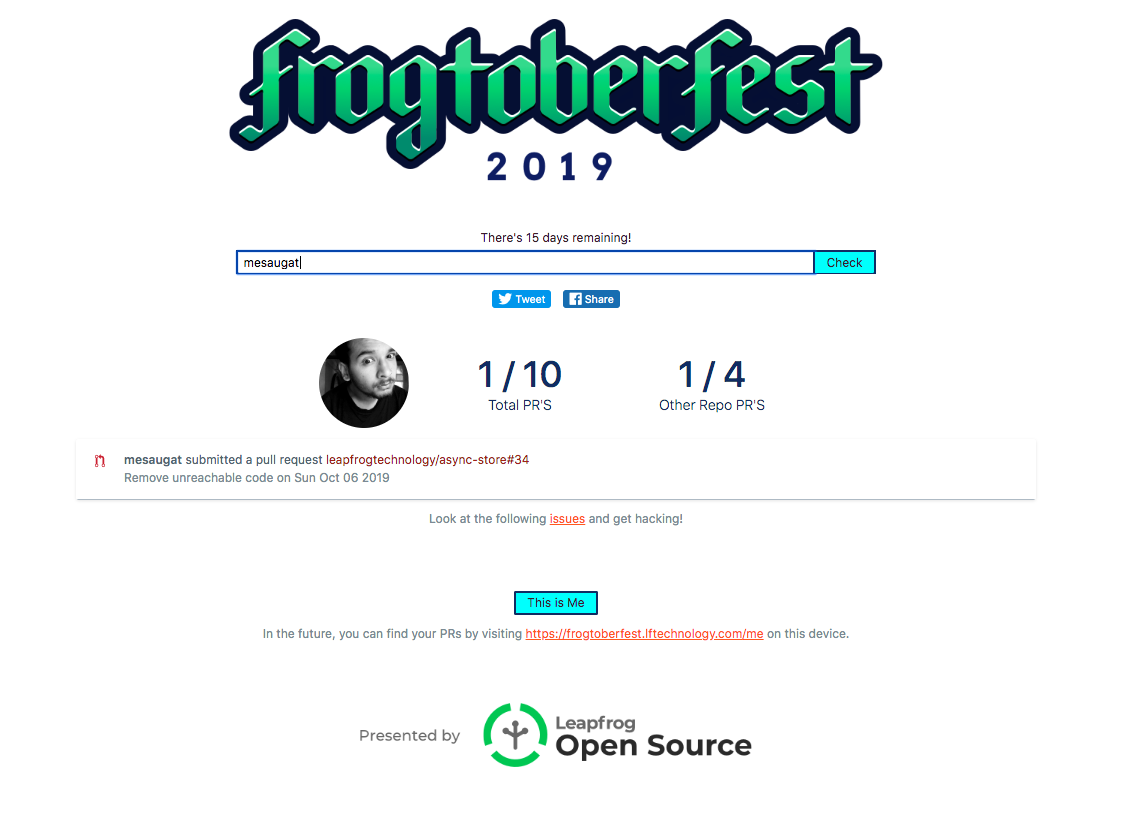 frogtoberfest
2019
There's 15 days remaining!
mesaugat
Check
Tweet
Share
1 / 10
Total PR'S
1 / 4
Other Repo PR'S
mesaugat submitted a pull request leapfrogtechnology/async-store#34
Remove unreachable code on Sun Oct 06 2019
Look at the following issues and get hacking!
This is Me
In the future, you can find your PRs by visiting https://frogtoberfest.lftechnology.com/me on this device.
Presented by
Leapfrog
Open Source